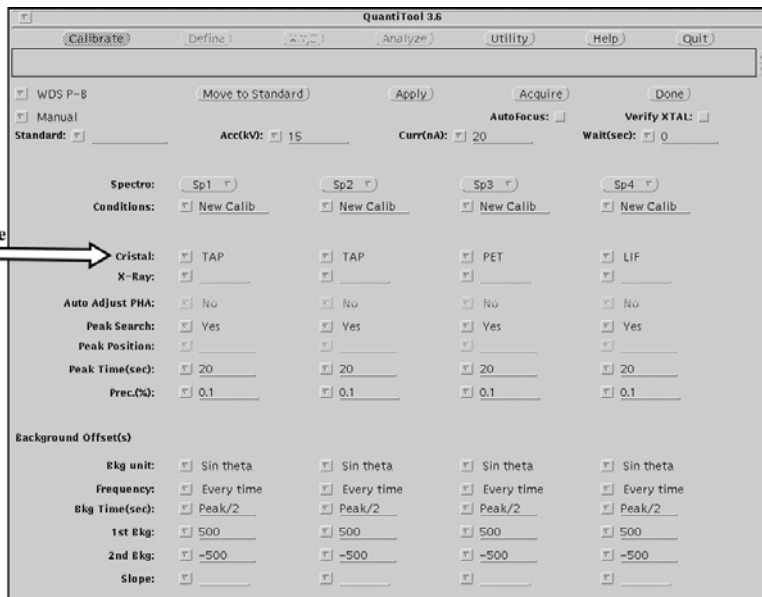 QuantiTool 3.6
Calibrate Define XYZ Analyze Utility Help Quit
WDS P-B Move to Standard Apply Acquire Done
Manual AutoFocus: Verify XTAL:
Standard: Acc(kV): 15 Curr(nA): 20 Wait(sec): 0
Spectro: Sp1 Sp2 Sp3 Sp4
Conditions: New Calib New Calib New Calib New Calib
e
Cristal: TAP TAP PET LIF
X-Ray:
Auto Adjust PHA: No No No No
Peak Search: Yes Yes Yes Yes
Peak Position:
Peak Time(sec): 20 20 20 20
Prec.(%): 0.1 0.1 0.1 0.1
Background Offset(s)
Bkg unit: Sin theta Sin theta Sin theta Sin theta
Frequency: Every time Every time Every time Every time
Bkg Time(sec): Peak/2 Peak/2 Peak/2 Peak/2
1st Bkg: 500 500 500 500
2nd Bkg: -500 -500 -500 -500
Slope: